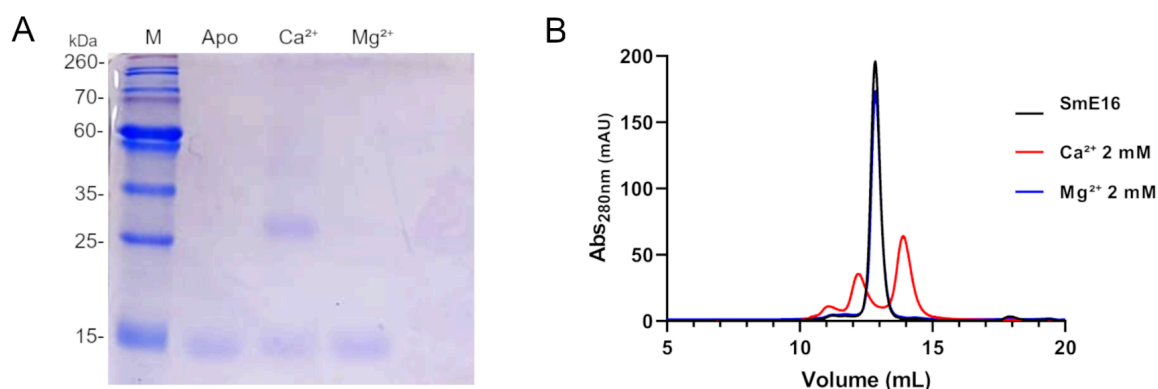 A
kDa M Apo Ca²⁺ Mg²⁺
260-
70-
60-
35-
25-
15-
B
Abs280nm (mAU)
200
150
100
50
0
5 10 15 20
Volume (mL)
SmE16
Ca²⁺ 2 mM
Mg²⁺ 2 mM